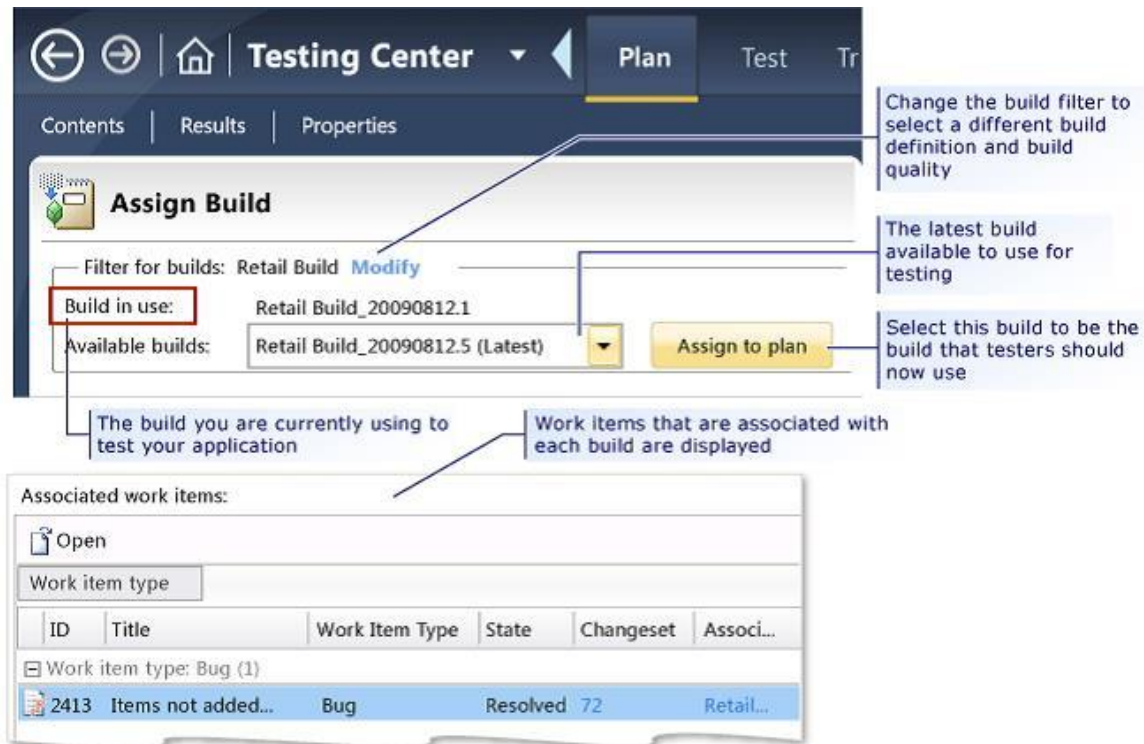 Testing Center
Plan
Test
Tr
Contents
Results
Properties
Change the build filter to
select a different build
definition and build
quality
Assign Build
Filter for builds: Retail Build Modify
The latest build
available to use for
testing
Build in use: Retail Build_20090812.1
Available builds: Retail Build_20090812.5 (Latest)
Assign to plan
Select this build to be the
build that testers should
now use
The build you are currently using to
test your application
Work items that are associated with
each build are displayed
Associated work items:
Open
Work item type
ID Title Work Item Type State Changeset Associ...
Work item type: Bug (1)
2413 Items not added... Bug Resolved 72 Retail...